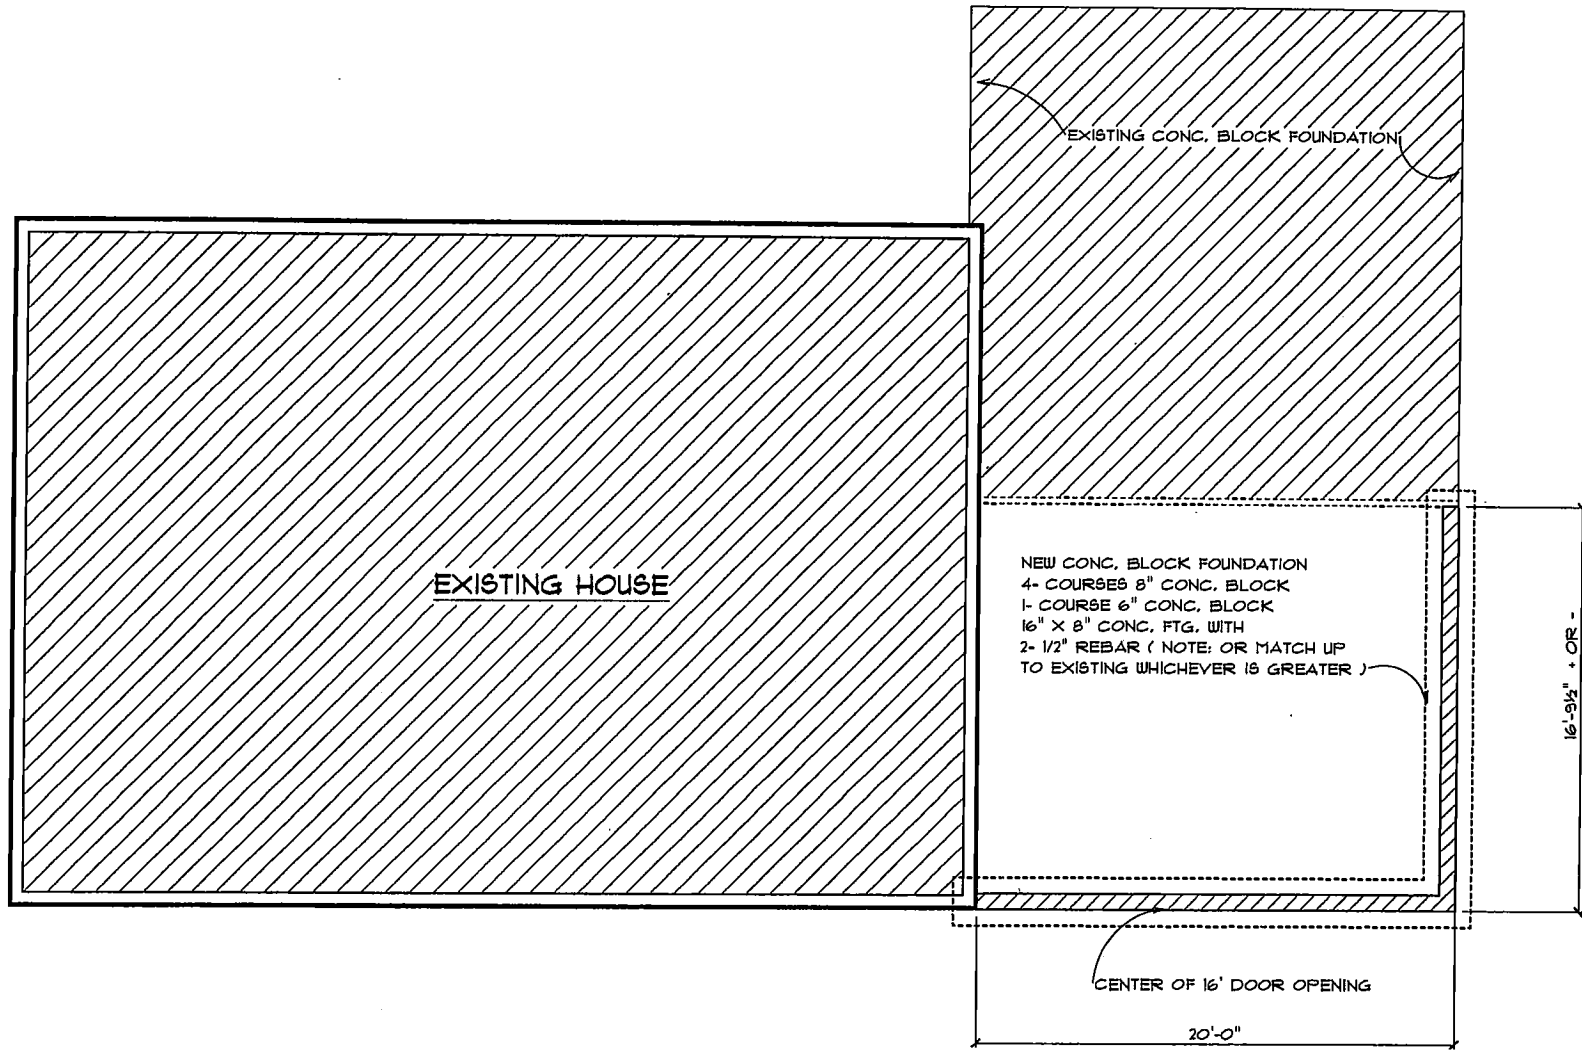 EXISTING CONC. BLOCK FOUNDATION
EXISTING HOUSE
NEW CONC. BLOCK FOUNDATION
4- COURSES 8" CONC. BLOCK
1- COURSE 6" CONC. BLOCK
16" X 8" CONC. FTG. WITH
2- 1/2" REBAR ( NOTE: OR MATCH UP
TO EXISTING WHICHEVER IS GREATER )
16'-9½" + OR -
CENTER OF 16' DOOR OPENING
20'-0"